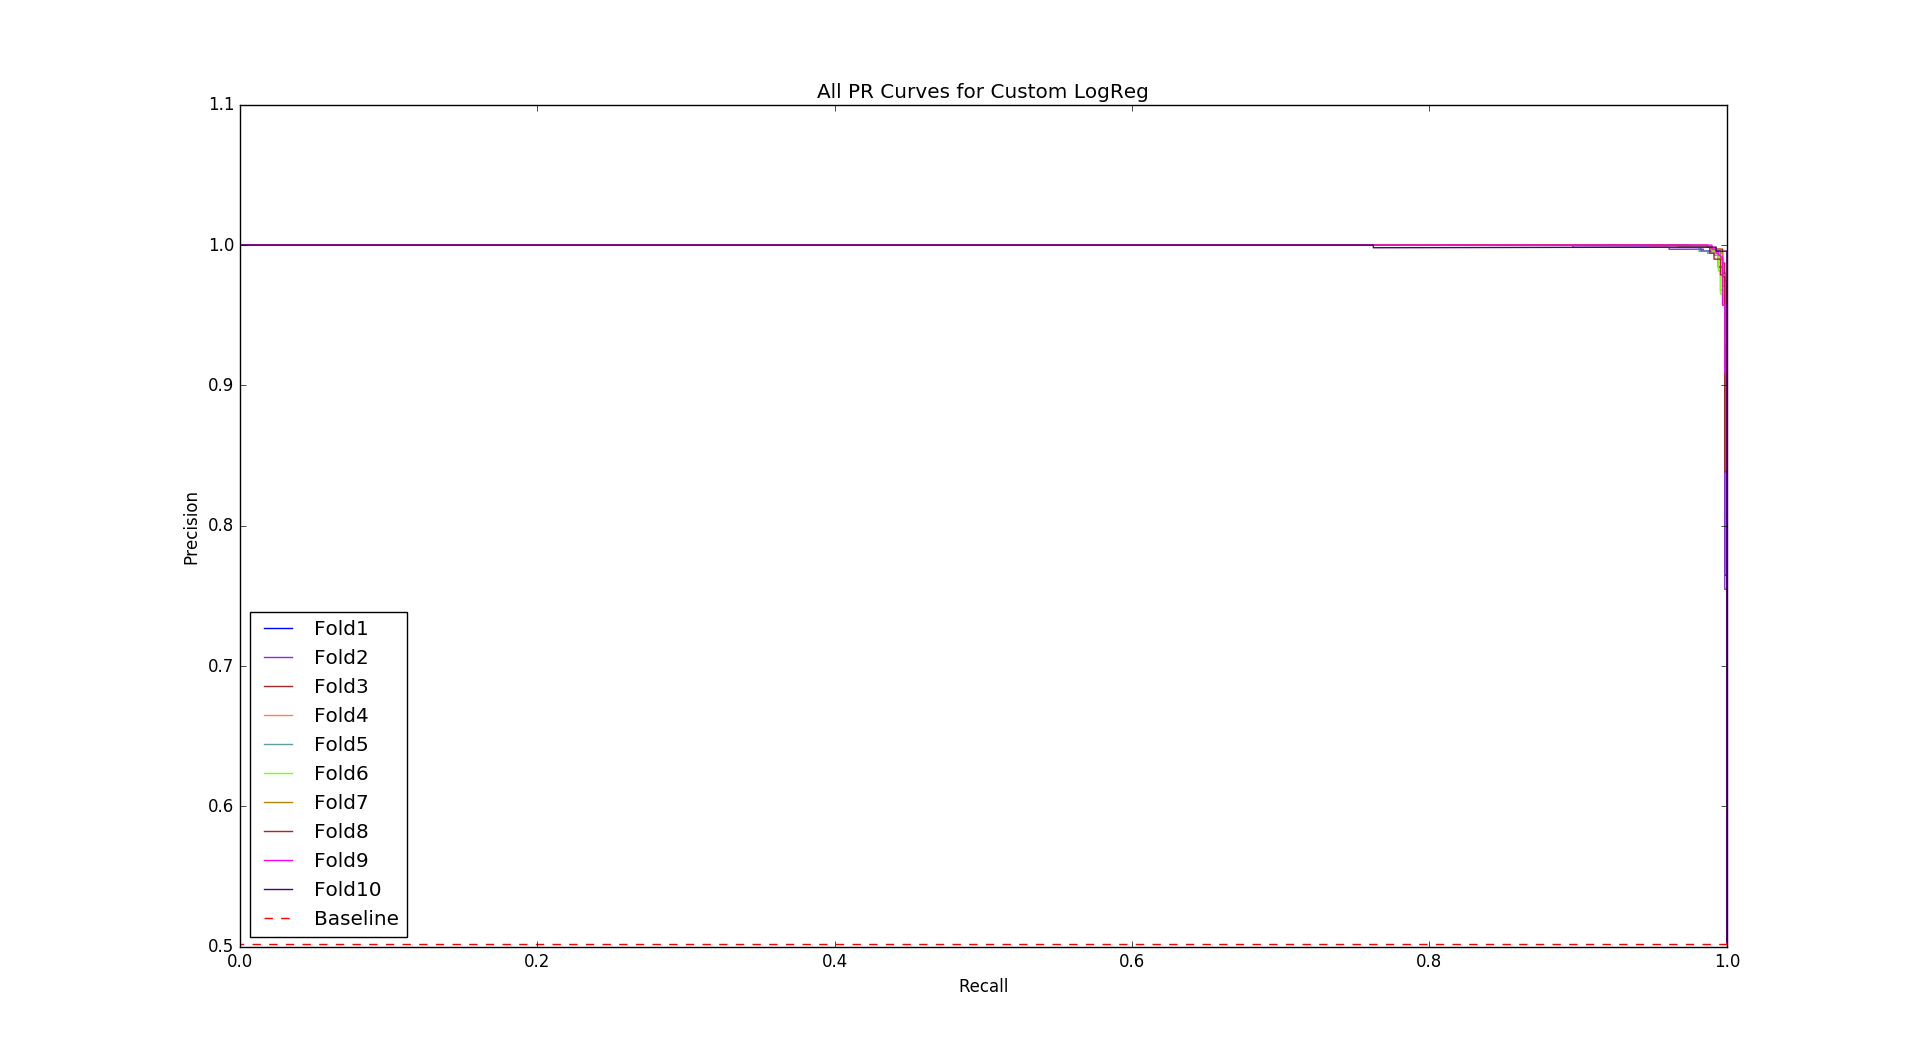 All PR Curves for Custom LogReg
1.1
1.0
0.9
0.8
0.7
0.6
0.5
Precision
Fold1
Fold2
Fold3
Fold4
Fold5
Fold6
Fold7
Fold8
Fold9
Fold10
Baseline
0.0 0.2 0.4 0.6 0.8 1.0
Recall